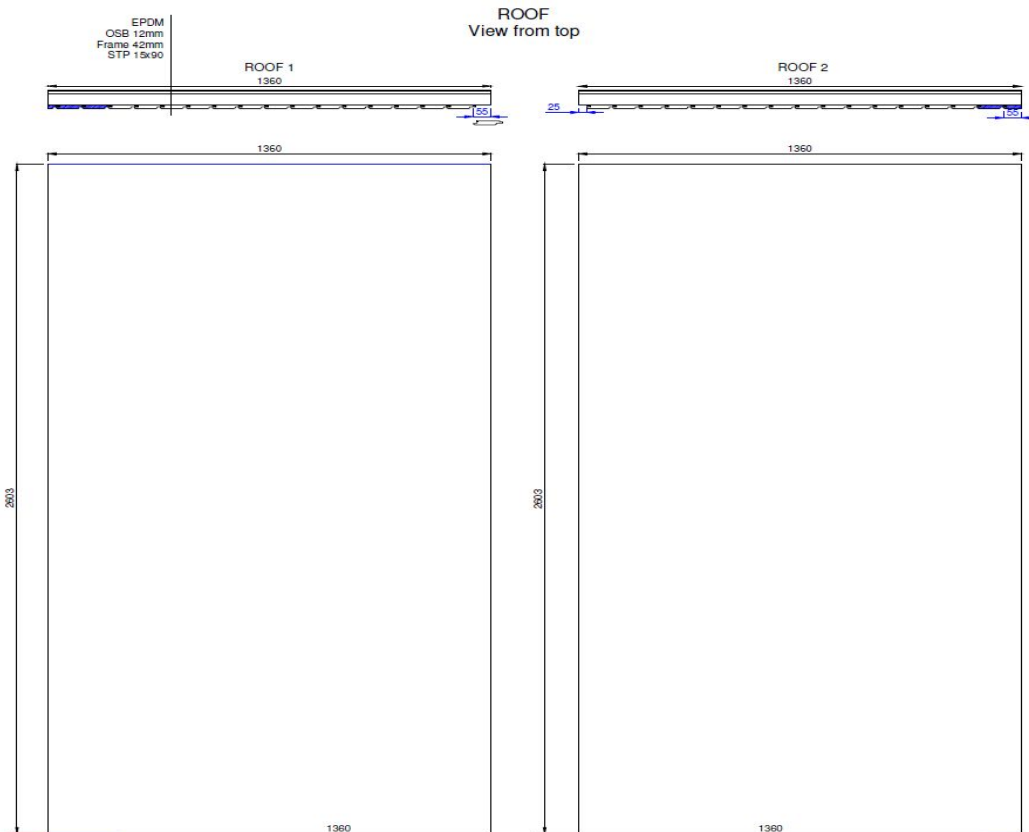 ROOF
View from top
EPDM
OSB 12mm
Frame 42mm
STP 15x90
ROOF 1
1360
55
ROOF 2
1360
25
55
1360
1360
2603
2603
1360
1360